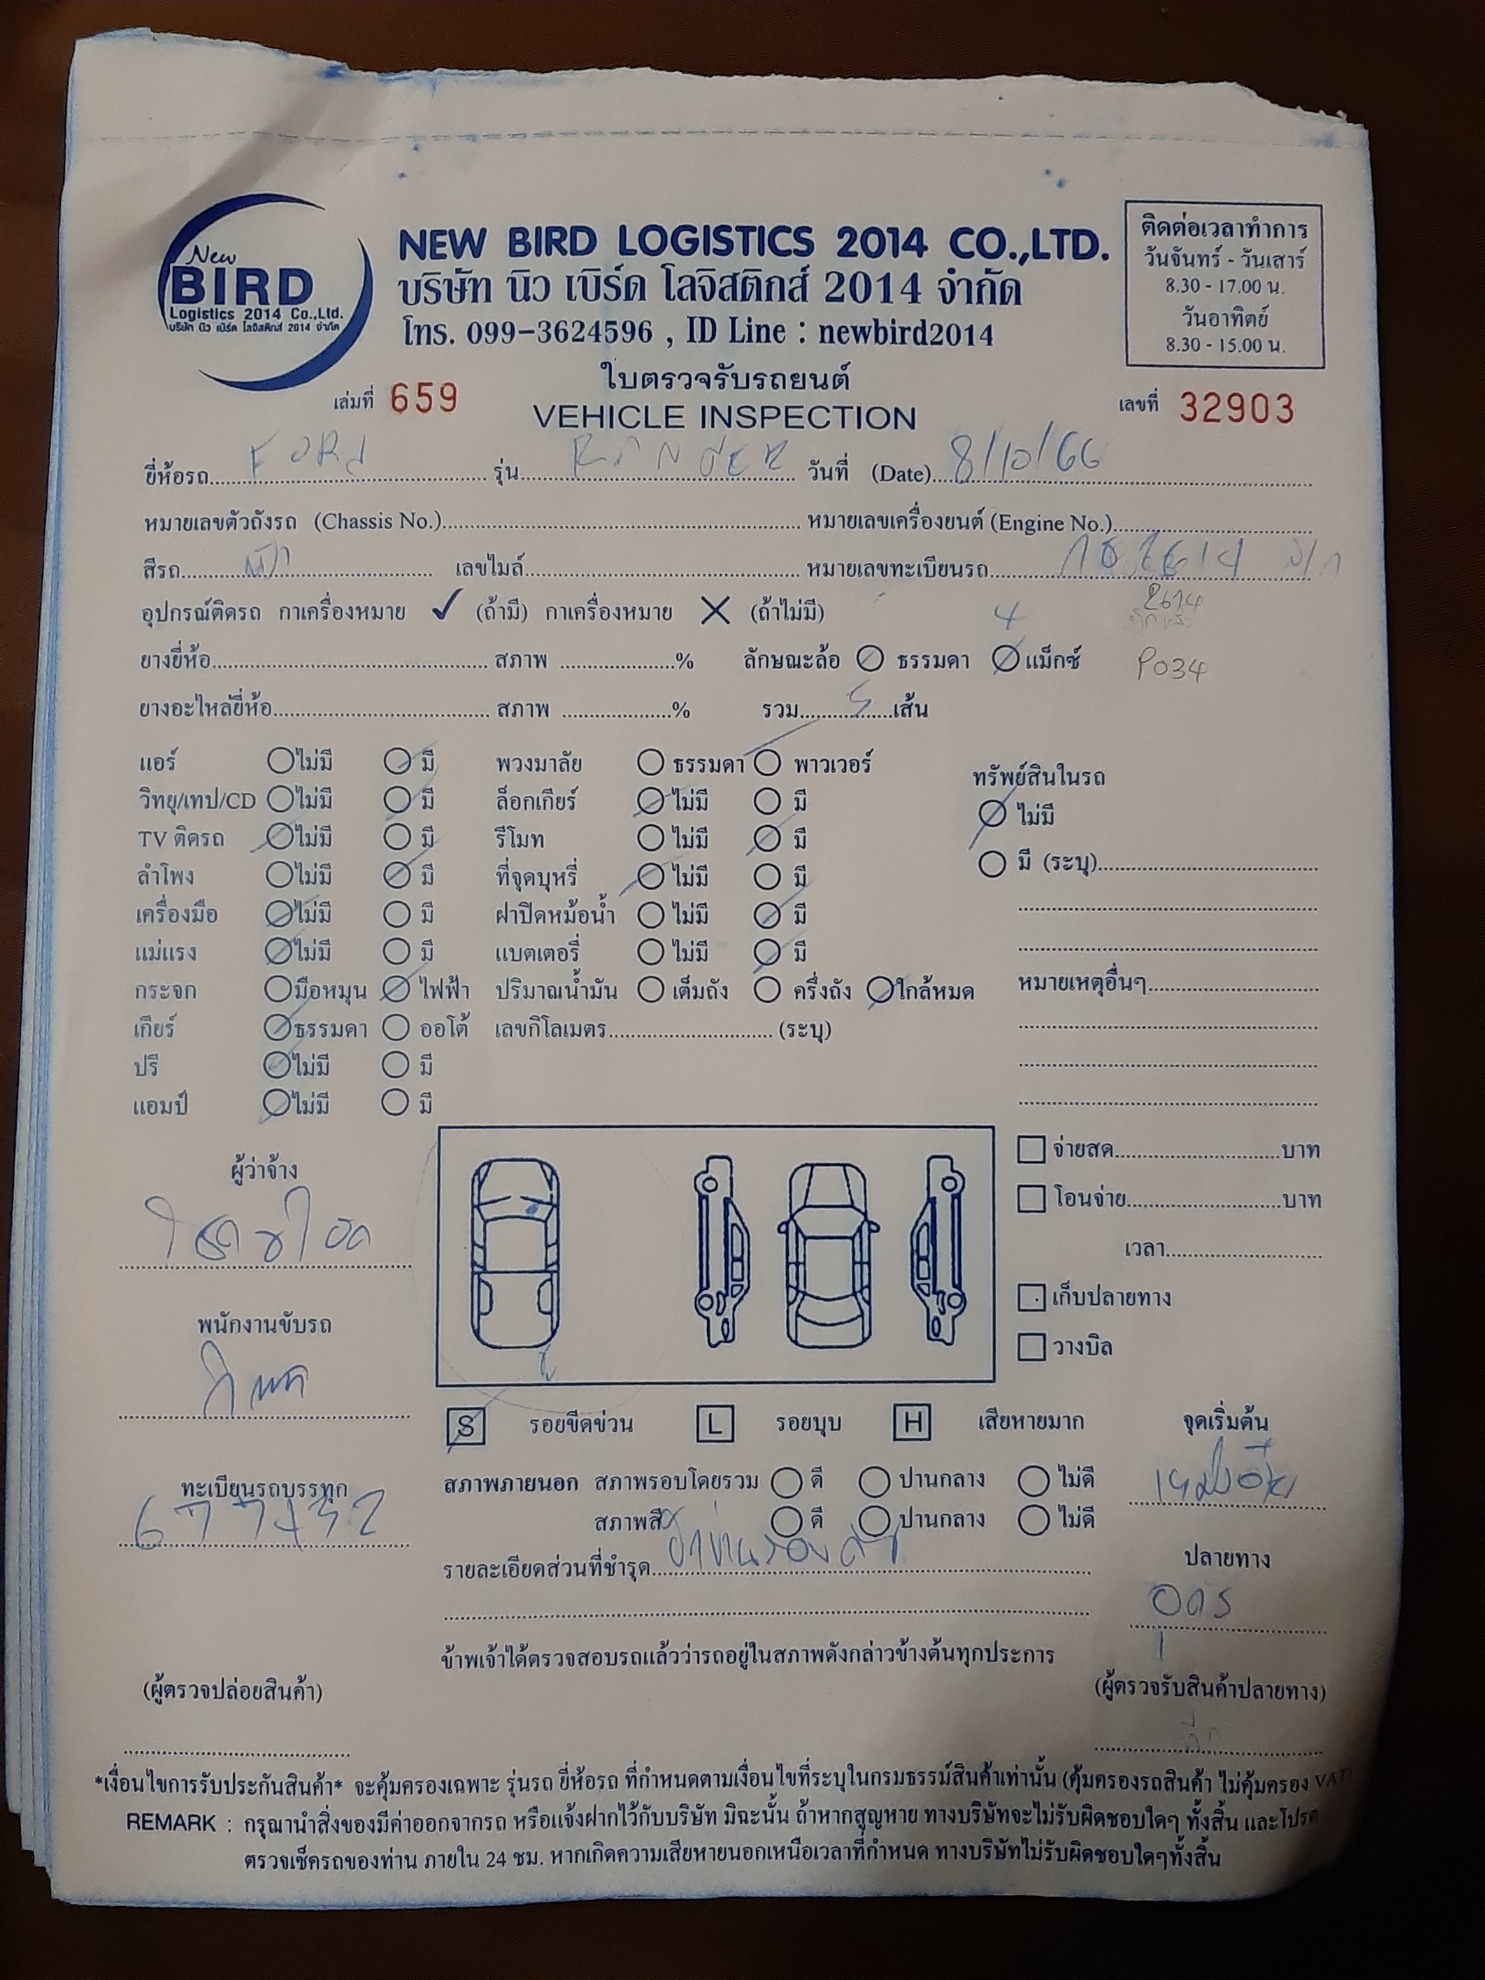 New
BIRD
Logistics 2014 Co.,Ltd.
บริษัท นิว เบิร์ด โลจิสติกส์ 2014 จำกัด
NEW BIRD LOGISTICS 2014 CO.,LTD.
บริษัท นิว เบิร์ด โลจิสติกส์ 2014 จำกัด
โทร. 099-3624596 , ID Line : newbird2014
ติดต่อเวลาทำการ
วันจันทร์ - วันเสาร์
8.30 - 17.00 น.
วันอาทิตย์
8.30 - 15.00 น.
ใบตรวจรับรถยนต์
เล่มที่ 659 VEHICLE INSPECTION เลขที่ 32903
ยี่ห้อรถ FORd รุ่น RANGER วันที่ (Date) 8/10/66
หมายเลขตัวถังรถ (Chassis No.) หมายเลขเครื่องยนต์ (Engine No.)
สีรถ เลขไมล์ หมายเลขทะเบียนรถ
อุปกรณ์ติดรถ กาเครื่องหมาย ✓ (ถ้ามี) กาเครื่องหมาย ✕ (ถ้าไม่มี)
2614
ยางยี่ห้อ สภาพ % ลักษณะล้อ ธรรมดา 4 แม็กซ์ P034
ยางอะไหล่ยี่ห้อ สภาพ % รวม 5 เส้น
แอร์ ไม่มี มี พวงมาลัย ธรรมดา พาวเวอร์
วิทยุ/เทป/CD ไม่มี มี ล็อกเกียร์ ไม่มี มี
TV ติดรถ ไม่มี มี รีโมท ไม่มี มี
ลำโพง ไม่มี มี ที่จุดบุหรี่ ไม่มี มี
เครื่องมือ ไม่มี มี ฝาปิดหม้อน้ำ ไม่มี มี
แม่แรง ไม่มี มี แบตเตอรี่ ไม่มี มี
กระจก มือหมุน ไฟฟ้า ปริมาณน้ำมัน เต็มถัง ครึ่งถัง ใกล้หมด
เกียร์ ธรรมดา ออโต้ เลขกิโลเมตร (ระบุ)
ปรี ไม่มี มี
แอมป์ ไม่มี มี
ทรัพย์สินในรถ
ไม่มี
มี (ระบุ)
หมายเหตุอื่นๆ
จ่ายสด บาท
โอนจ่าย บาท
เวลา
เก็บปลายทาง
วางบิล
ผู้ว่าจ้าง
พนักงานขับรถ
ทะเบียนรถบรรทุก
S รอยขีดข่วน L รอยบุบ H เสียหายมาก
สภาพภายนอก สภาพรอบโดยรวม ดี ปานกลาง ไม่ดี
สภาพสี ดี ปานกลาง ไม่ดี
รายละเอียดส่วนที่ชำรุด
จุดเริ่มต้น
ปลายทาง
อดร
ข้าพเจ้าได้ตรวจสอบรถแล้วว่ารถอยู่ในสภาพดังกล่าวข้างต้นทุกประการ
(ผู้ตรวจปล่อยสินค้า) (ผู้ตรวจรับสินค้าปลายทาง)
*เงื่อนไขการรับประกันสินค้า* จะคุ้มครองเฉพาะ รุ่นรถ ยี่ห้อรถ ที่กำหนดตามเงื่อนไขที่ระบุในกรมธรรม์สินค้าเท่านั้น (คุ้มครองรถสินค้า ไม่คุ้มครอง VAT)
REMARK : กรุณานำสิ่งของมีค่าออกจากรถ หรือแจ้งฝากไว้กับบริษัท มิฉะนั้น ถ้าหากสูญหาย ทางบริษัทจะไม่รับผิดชอบใดๆ ทั้งสิ้น และโปรด
ตรวจเช็ครถของท่าน ภายใน 24 ชม. หากเกิดความเสียหายนอกเหนือเวลาที่กำหนด ทางบริษัทไม่รับผิดชอบใดๆทั้งสิ้น